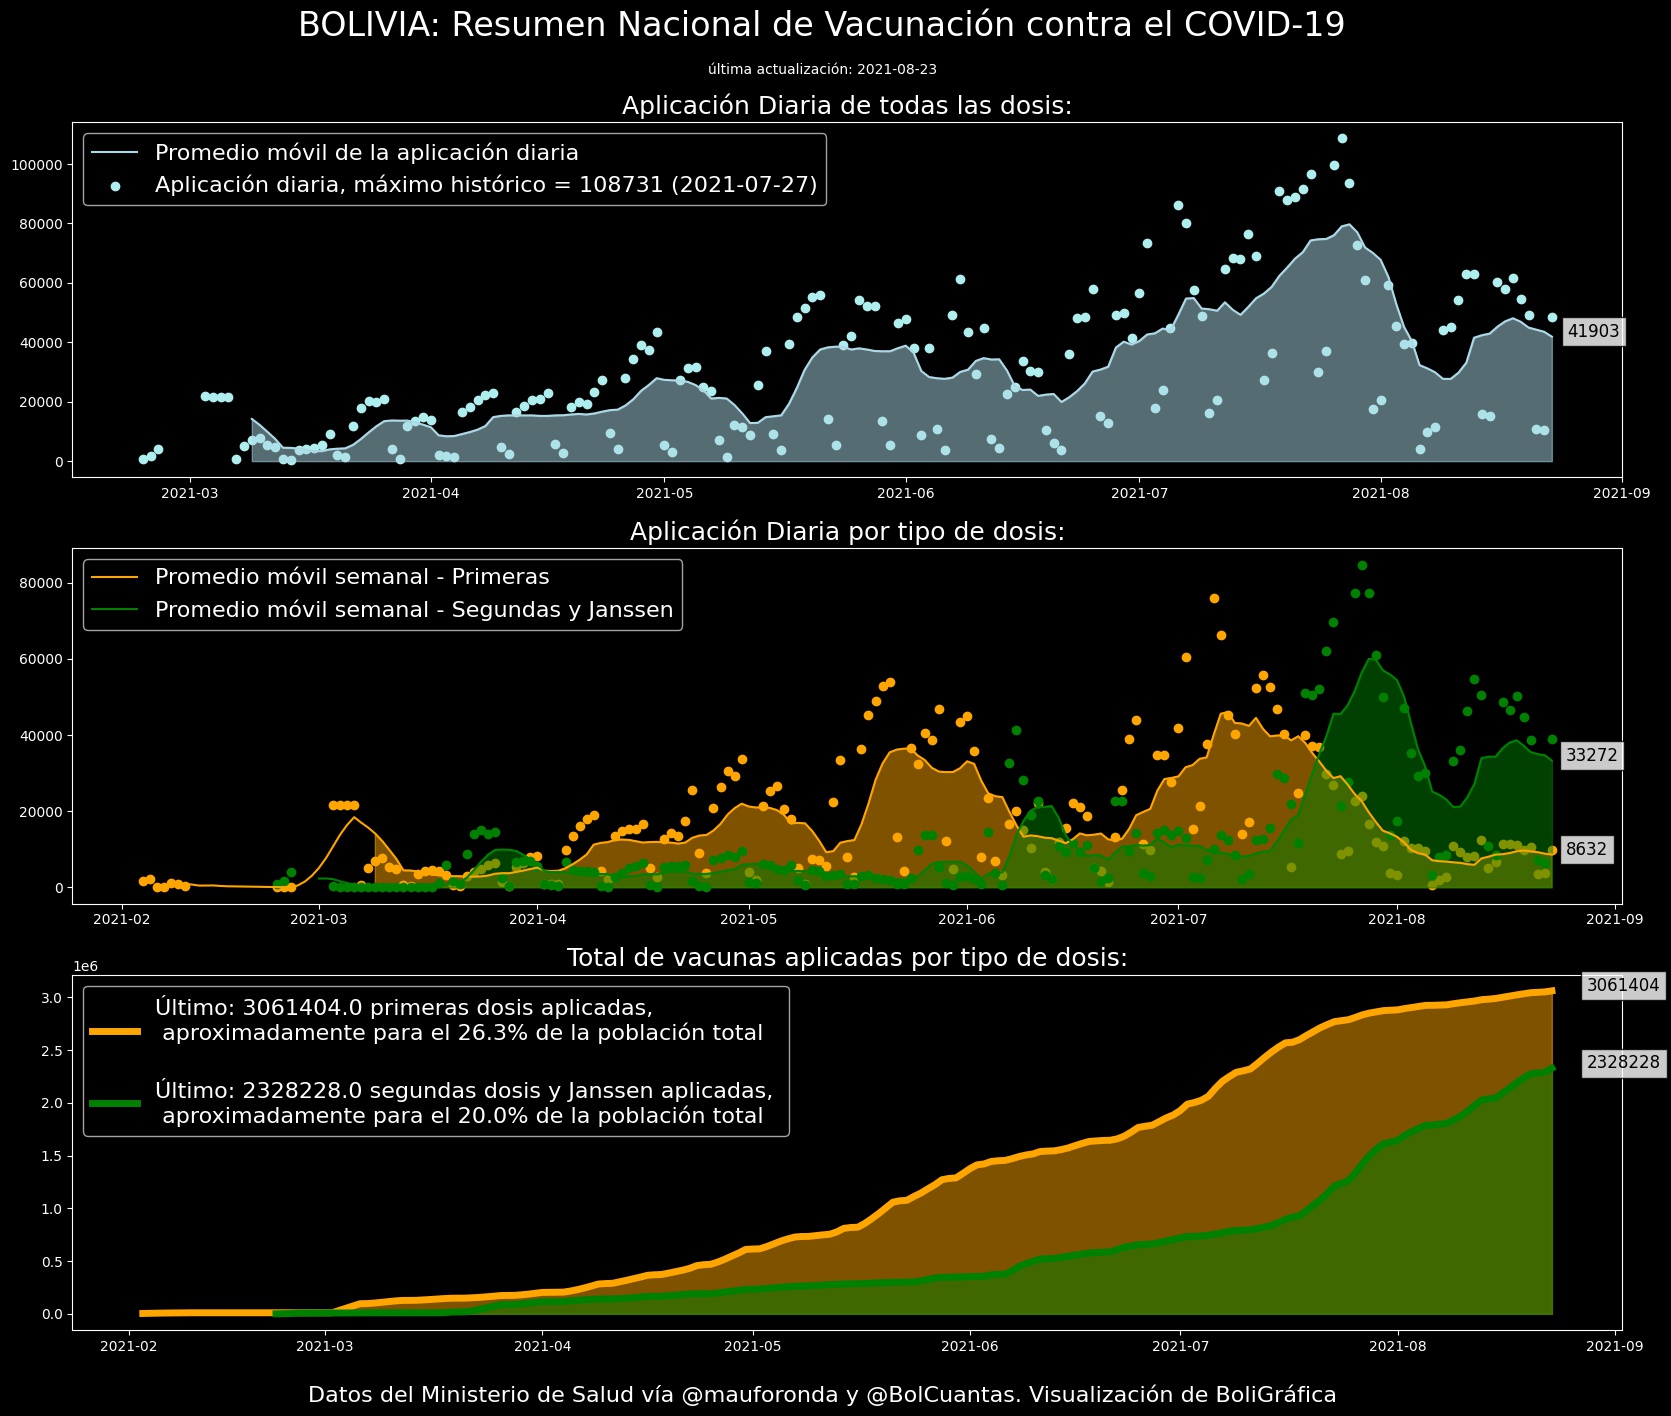 BOLIVIA: Resumen Nacional de Vacunación contra el COVID-19
última actualización: 2021-08-23
Aplicación Diaria de todas las dosis:
Promedio móvil de la aplicación diaria
Aplicación diaria, máximo histórico = 108731 (2021-07-27)
100000
80000
60000
40000
20000
0
41903
2021-03 2021-04 2021-05 2021-06 2021-07 2021-08 2021-09
Aplicación Diaria por tipo de dosis:
Promedio móvil semanal - Primeras
Promedio móvil semanal - Segundas y Janssen
80000
60000
40000
20000
0
33272
8632
2021-02 2021-03 2021-04 2021-05 2021-06 2021-07 2021-08 2021-09
Total de vacunas aplicadas por tipo de dosis:
1e6
Último: 3061404.0 primeras dosis aplicadas,
aproximadamente para el 26.3% de la población total
Último: 2328228.0 segundas dosis y Janssen aplicadas,
aproximadamente para el 20.0% de la población total
3.0
2.5
2.0
1.5
1.0
0.5
0.0
3061404
2328228
2021-02 2021-03 2021-04 2021-05 2021-06 2021-07 2021-08 2021-09
Datos del Ministerio de Salud vía @mauforonda y @BolCuantas. Visualización de BoliGráfica